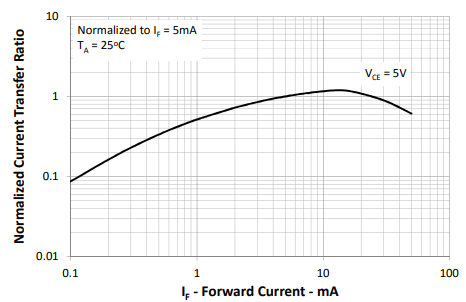 Normalized Current Transfer Ratio
10
1
0.1
0.01
Normalized to IF = 5mA
TA = 25ºC
VCE = 5V
0.1 1 10 100
IF - Forward Current - mA